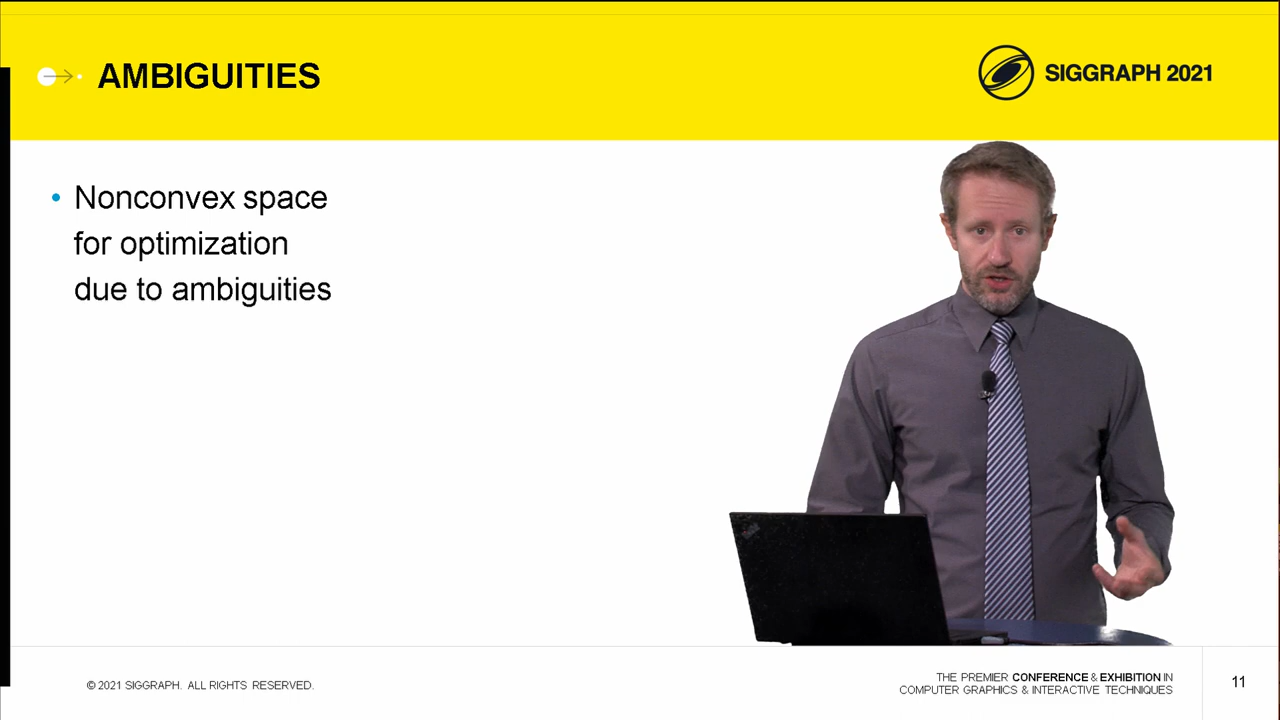 AMBIGUITIES
SIGGRAPH 2021
• Nonconvex space
for optimization
due to ambiguities
© 2021 SIGGRAPH. ALL RIGHTS RESERVED.
THE PREMIER CONFERENCE & EXHIBITION IN
COMPUTER GRAPHICS & INTERACTIVE TECHNIQUES
11